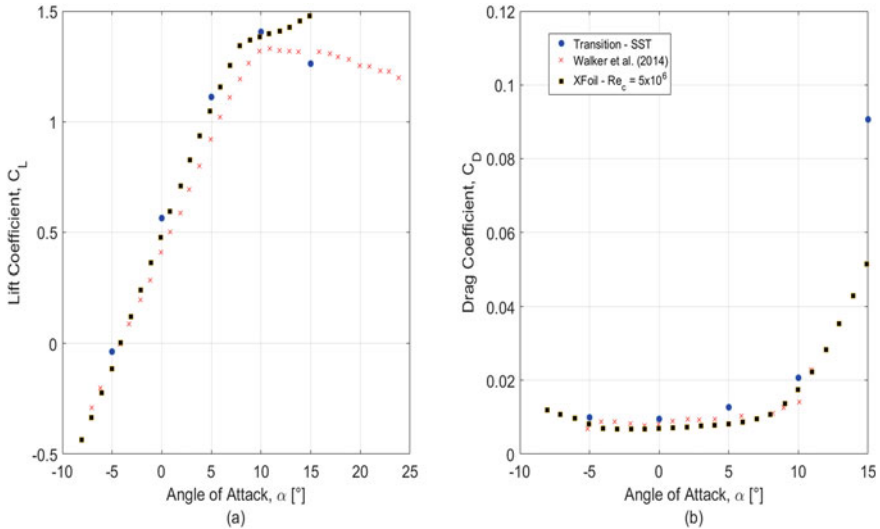 1.5
1
0.5
0
-0.5
-10
-5
0
5
10
15
20
25
Lift Coefficient, C_L
Angle of Attack, α [°]
(a)
0.12
0.1
0.08
0.06
0.04
0.02
0
-10
-5
0
5
10
15
Drag Coefficient, C_D
Transition - SST
Walker et al. (2014)
XFoil - Re_c = 5x10^6
Angle of Attack, α [°]
(b)